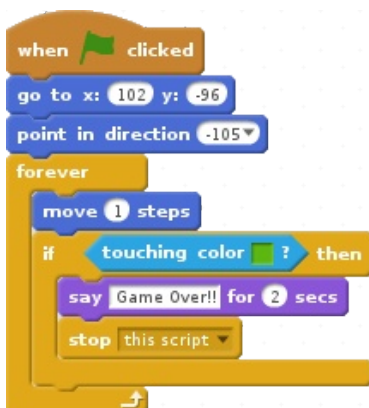 when clicked
go to x: 102 y: -96
point in direction -105
forever
move 1 steps
if touching color ? then
say Game Over!! for 2 secs
stop this script